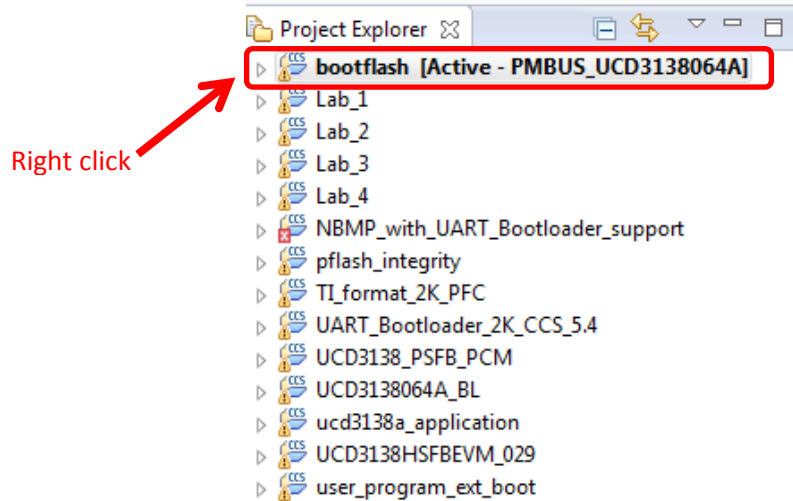 Project Explorer
bootflash [Active - PMBUS_UCD3138064A]
Lab_1
Lab_2
Right click
Lab_3
Lab_4
NBMP_with_UART_Bootloader_support
pflash_integrity
TI_format_2K_PFC
UART_Bootloader_2K_CCS_5.4
UCD3138_PSFB_PCM
UCD3138064A_BL
ucd3138a_application
UCD3138HSFBEVM_029
user_program_ext_boot